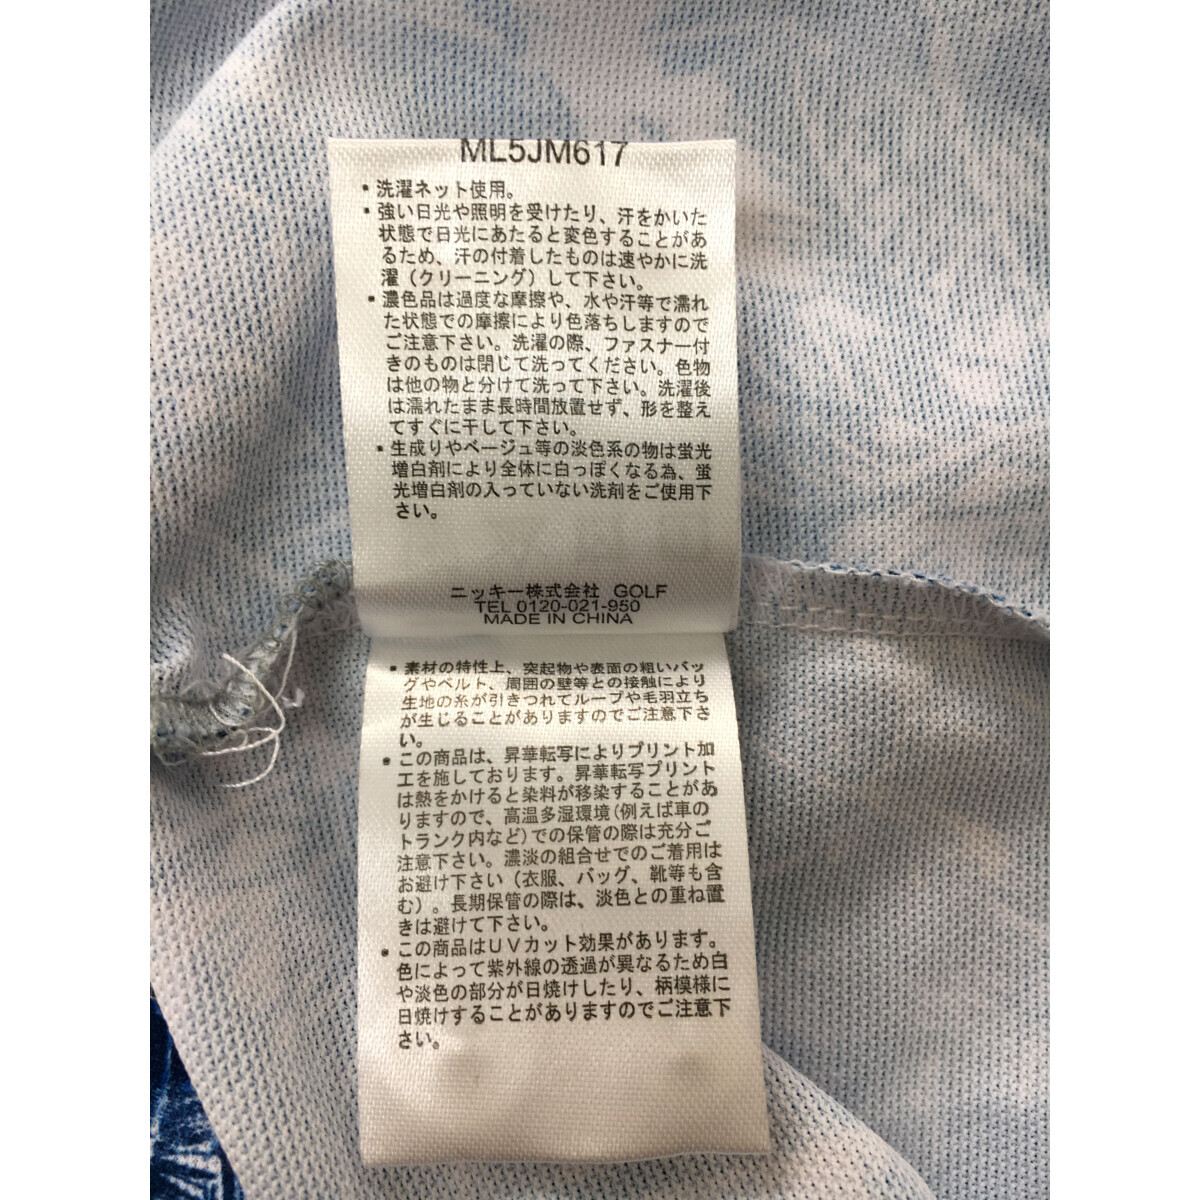 ML5JM617
・洗濯ネット使用。
・強い日光や照明を受けたり、汗をかいた
状態で日光にあたると変色することがあ
るため、汗の付着したものは速やかに洗
濯（クリーニング）して下さい。
・濃色品は過度な摩擦や、水や汗等で濡れ
た状態での摩擦により色落ちしますので
ご注意下さい。洗濯の際、ファスナー付
きのものは閉じて洗ってください。色物
は他の物と分けて洗って下さい。洗濯後
は濡れたまま長時間放置せず、形を整え
てすぐに干して下さい。
・生成りやベージュ等の淡色系の物は蛍光
増白剤により全体に白っぽくなる為、蛍
光増白剤の入っていない洗剤をご使用下
さい。
ニッキー株式会社 GOLF
TEL 0120-021-950
MADE IN CHINA
・素材の特性上、突起物や表面の粗いバッ
グやベルト、周囲の壁等との接触により
生地の糸が引きつれてループや毛羽立ち
が生じることがありますのでご注意下さ
い。
・この商品は、昇華転写によりプリント加
工を施しております。昇華転写プリント
は熱をかけると染料が移染することがあ
りますので、高温多湿環境(例えば車の
トランク内など)での保管の際は充分ご
注意下さい。濃淡の組合せでのご着用は
お避け下さい（衣服、バッグ、靴等も含
む）。長期保管の際は、淡色との重ね置
きは避けて下さい。
・この商品はUVカット効果があります。
色によって紫外線の透過が異なるため白
や淡色の部分が日焼けしたり、柄模様に
日焼けすることがありますのでご注意下
さい。